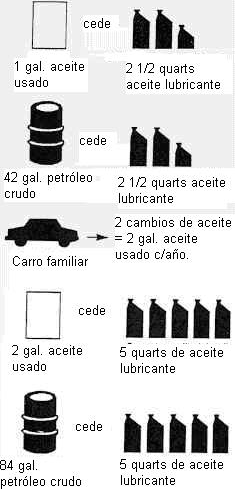 cede
1 gal. aceite
usado
2 1/2 quarts
aceite lubricante
cede
42 gal. petróleo
crudo
2 1/2 quarts aceite
lubricante
2 cambios de aceite
= 2 gal. aceite
usado c/año.
Carro familiar
cede
2 gal. aceite
usado
5 quarts de aceite
lubricante
cede
84 gal.
petróleo crudo
5 quarts de aceite
lubricante